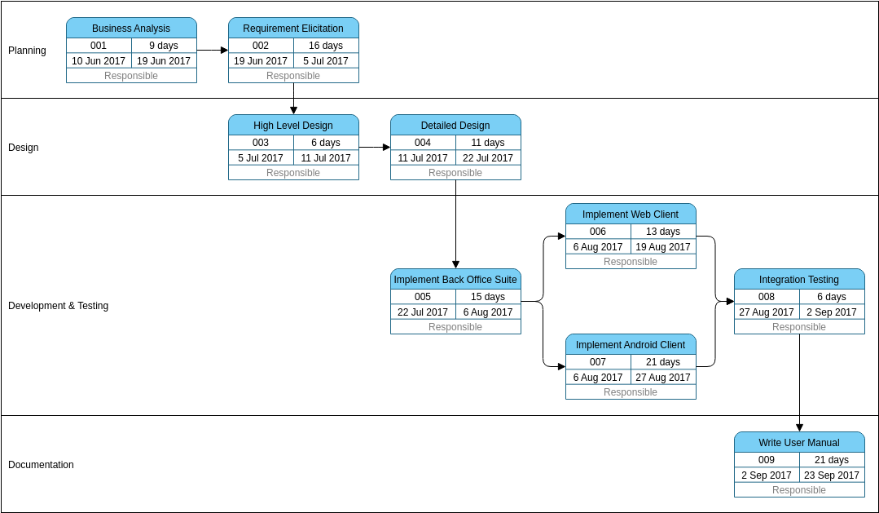 Planning
Business Analysis
001 9 days
10 Jun 2017 19 Jun 2017
Responsible
Requirement Elicitation
002 16 days
19 Jun 2017 5 Jul 2017
Responsible
Design
High Level Design
003 6 days
5 Jul 2017 11 Jul 2017
Responsible
Detailed Design
004 11 days
11 Jul 2017 22 Jul 2017
Responsible
Development & Testing
Implement Back Office Suite
005 15 days
22 Jul 2017 6 Aug 2017
Responsible
Implement Web Client
006 13 days
6 Aug 2017 19 Aug 2017
Responsible
Implement Android Client
007 21 days
6 Aug 2017 27 Aug 2017
Responsible
Integration Testing
008 6 days
27 Aug 2017 2 Sep 2017
Responsible
Documentation
Write User Manual
009 21 days
2 Sep 2017 23 Sep 2017
Responsible